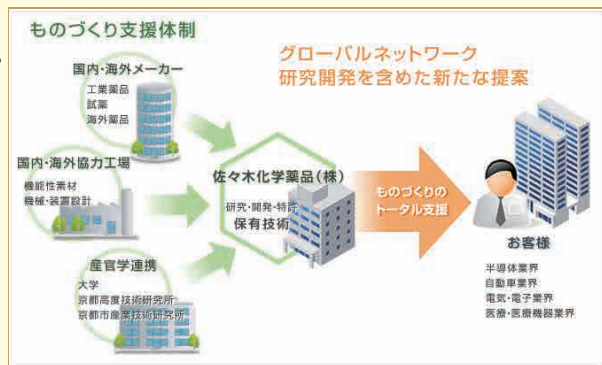 ものづくり支援体制
グローバルネットワーク
研究開発を含めた新たな提案
国内・海外メーカー
工業薬品
試薬
海外薬品
国内・海外協力工場
機能性素材
機械・装置設計
産官学連携
大学
京都高度技術研究所
京都市産業技術研究所
佐々木化学薬品(株)
研究・開発・特許
保有技術
ものづくりの
トータル支援
お客様
半導体業界
自動車業界
電気・電子業界
医療・医療機器業界